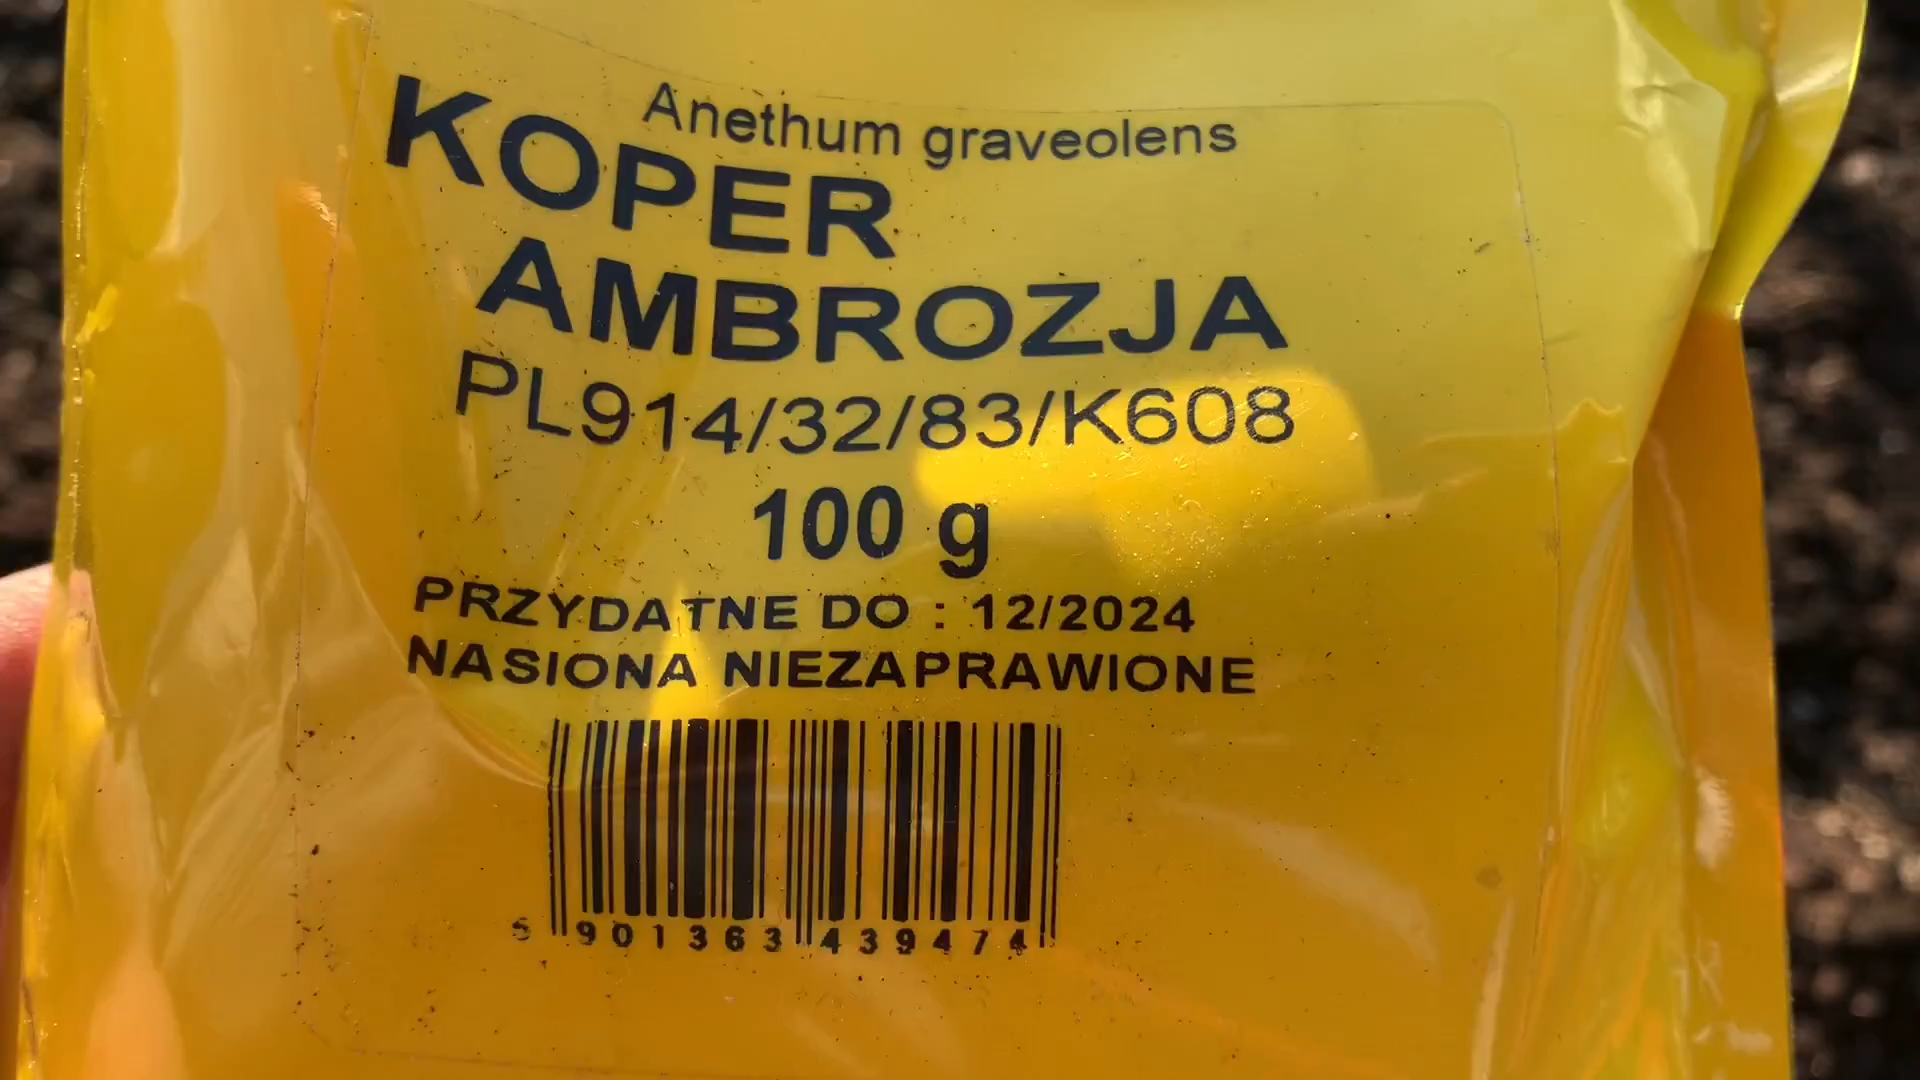 Anethum graveolens
KOPER
AMBROZJA
PL914/32/83/K608
100 g
PRZYDATNE DO : 12/2024
NASIONA NIEZAPRAWIONE
5 901363 439474